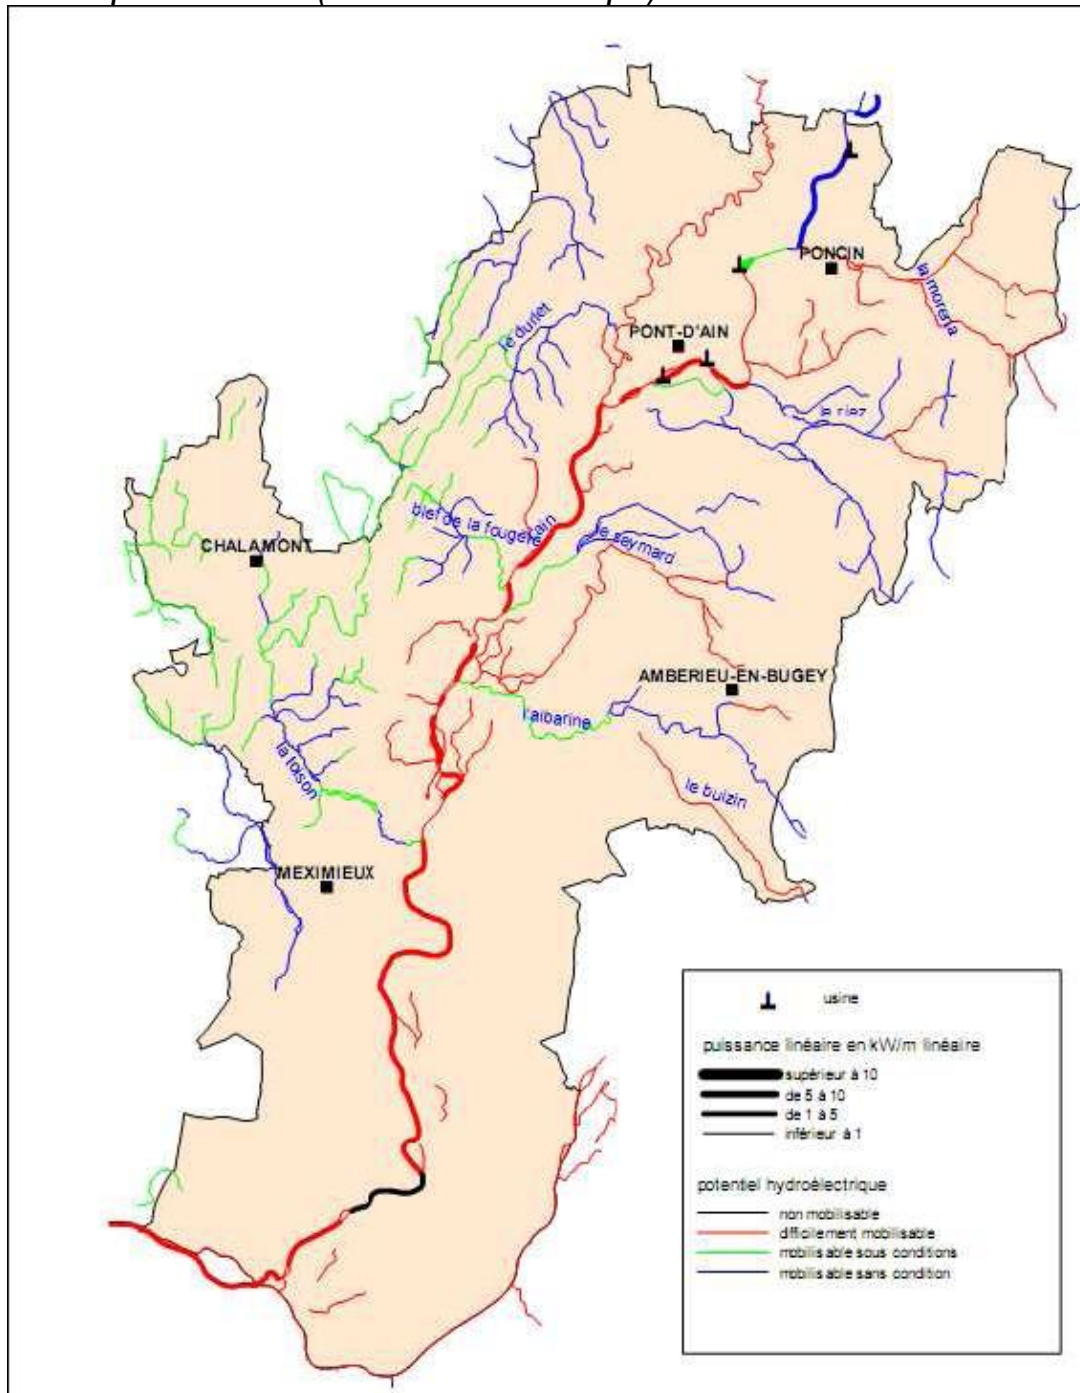 PONCIN
la morena
PONT-D'AIN
le durlet
le riez
bief de la fougere
ain
le seymard
CHALAMONT
AMBERIEU-EN-BUGEY
l'albarine
la toison
le buizin
MEXIMIEUX
usine
puissance linéaire en kW/m linéaire
supérieur à 10
de 5 à 10
de 1 à 5
inférieur à 1
potentiel hydroélectrique
non mobilisable
difficilement mobilisable
mobilisable sous conditions
mobilisable sans condition